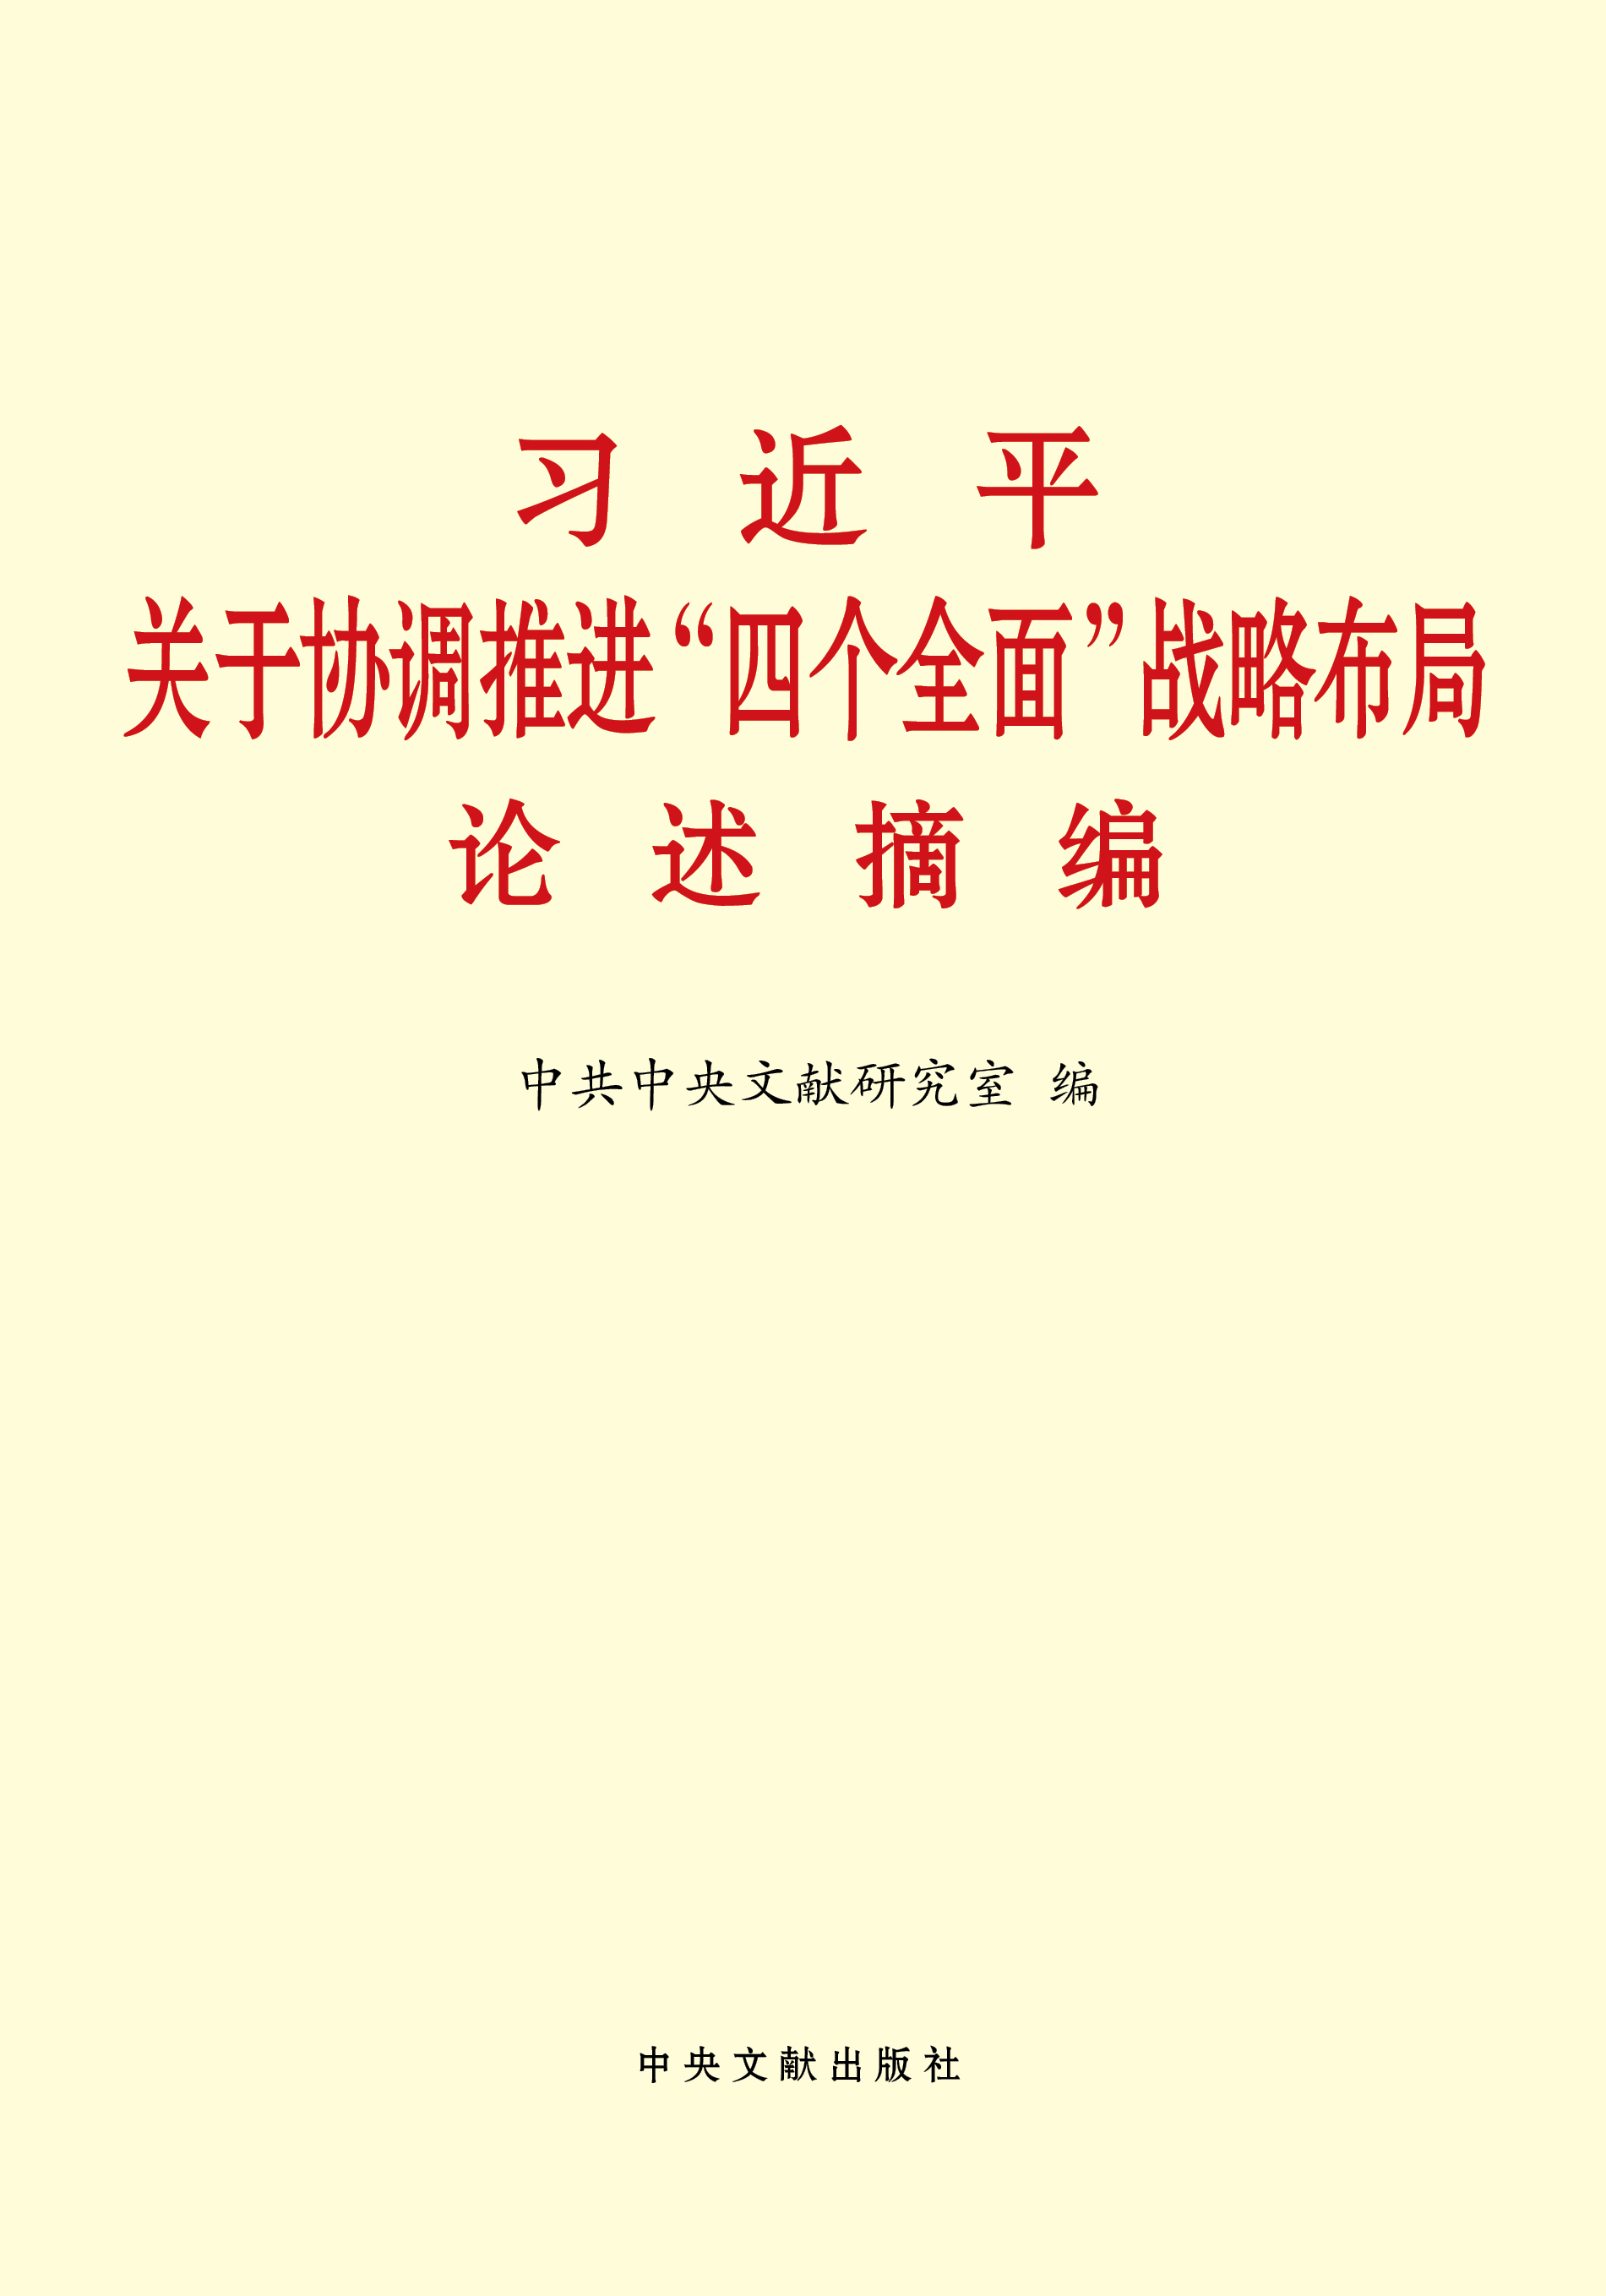 习近平
关于协调推进“四个全面”战略布局
论述摘编
中共中央文献研究室 编
中央文献出版社